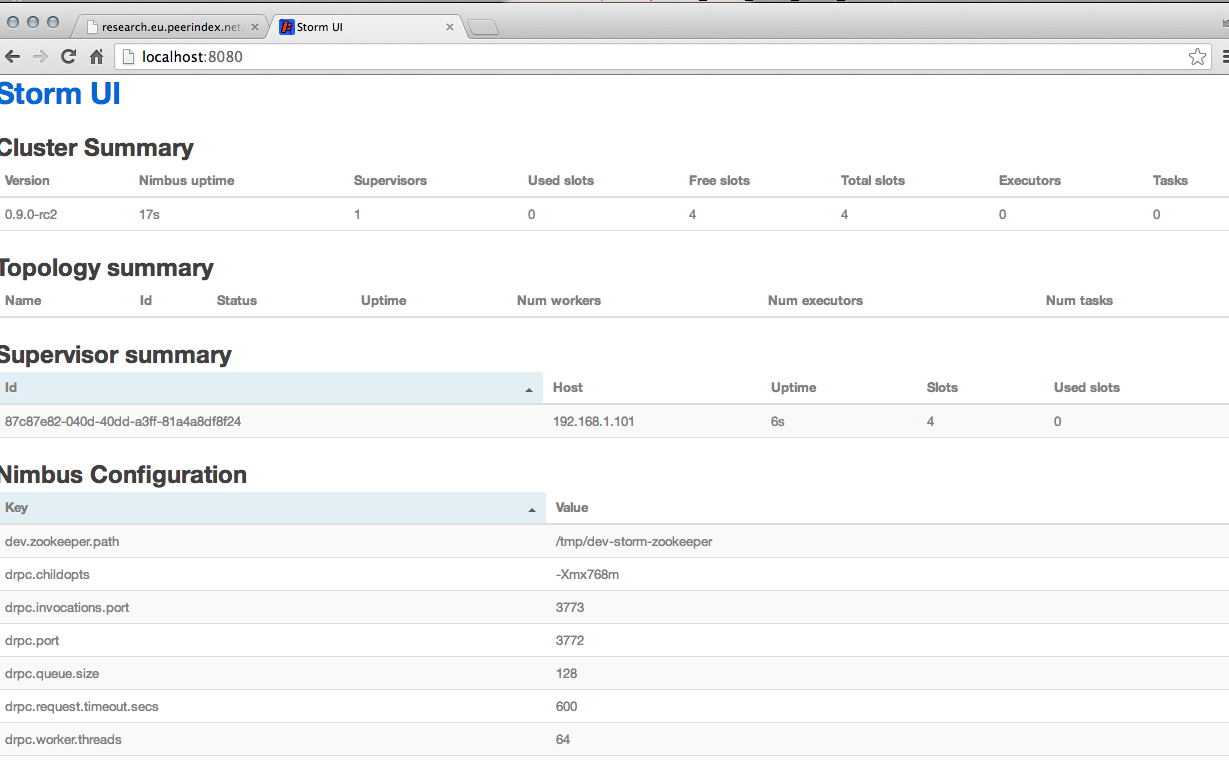 research.eu.peerindex.net
Storm UI
localhost:8080
Storm UI
Cluster Summary
Version Nimbus uptime Supervisors Used slots Free slots Total slots Executors Tasks
0.9.0-rc2 17s 1 0 4 4 0 0
Topology summary
Name Id Status Uptime Num workers Num executors Num tasks
Supervisor summary
Id Host Uptime Slots Used slots
87c87e82-040d-40dd-a3ff-81a4a8df8f24 192.168.1.101 6s 4 0
Nimbus Configuration
Key Value
dev.zookeeper.path /tmp/dev-storm-zookeeper
drpc.childopts -Xmx768m
drpc.invocations.port 3773
drpc.port 3772
drpc.queue.size 128
drpc.request.timeout.secs 600
drpc.worker.threads 64